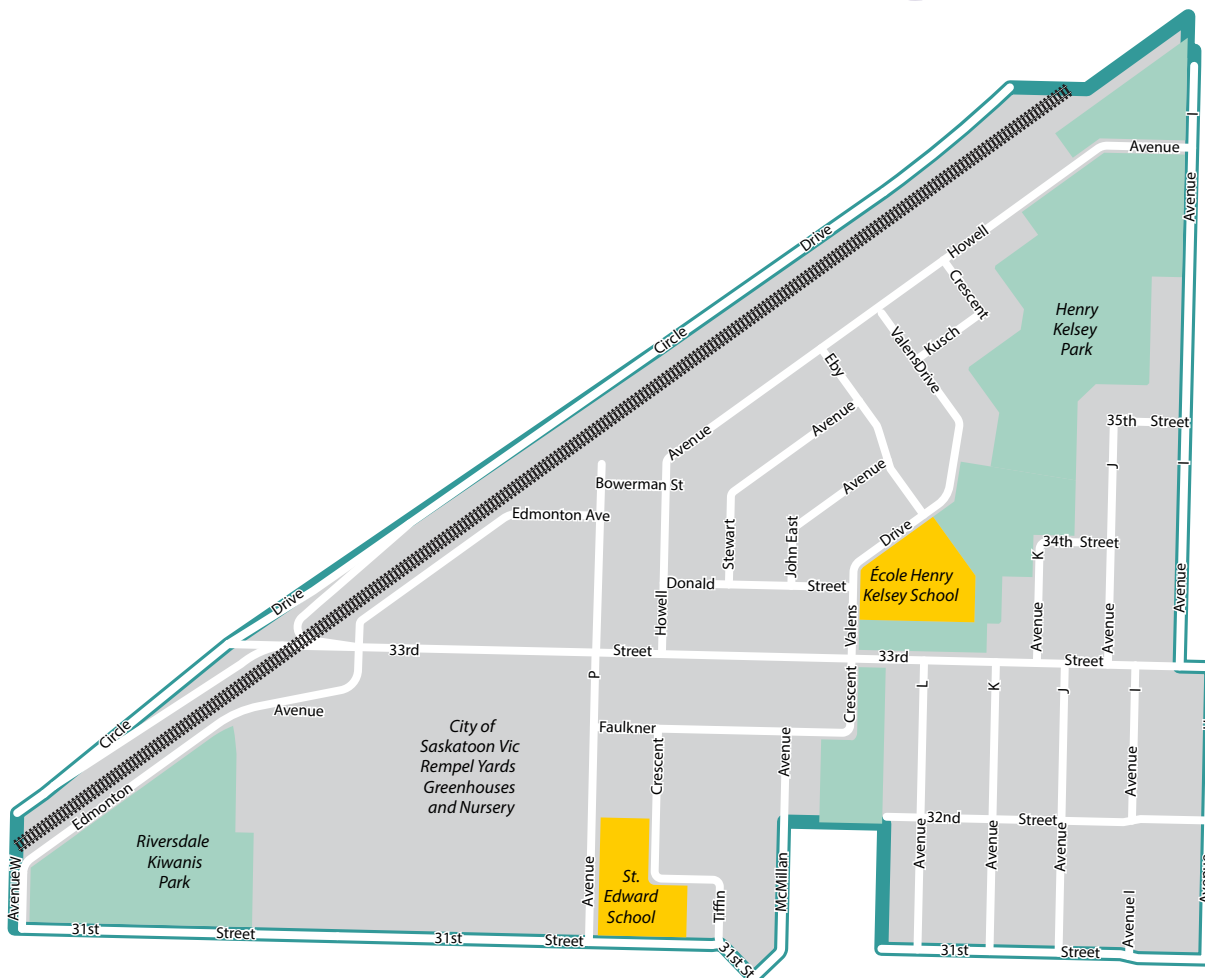 I
Avenue
Avenue
Drive
Howell
Crescent
Henry
Kelsey
Park
Circle
Valens
Drive
Kusch
Eby
Avenue
35th Street
Avenue
J
I
Avenue
Bowerman St
Edmonton Ave
Drive
Stewart
John East
34th Street
K
École Henry
Kelsey School
Donald
Street
Drive
Howell
Valens
Avenue
Avenue
Avenue
33rd
Street
33rd
Street
P
L
K
J
I
Crescent
Avenue
Faulkner
City of
Saskatoon Vic
Rempel Yards
Greenhouses
and Nursery
Circle
Crescent
Avenue
Avenue
Edmonton
32nd
Street
Riversdale
Kiwanis
Park
Avenue W
Avenue
St.
Edward
School
Tiffin
McMillan
Avenue
Avenue
Avenue
Avenue I
Avenue
31st
Street
31st
Street
31st St
31st
Street